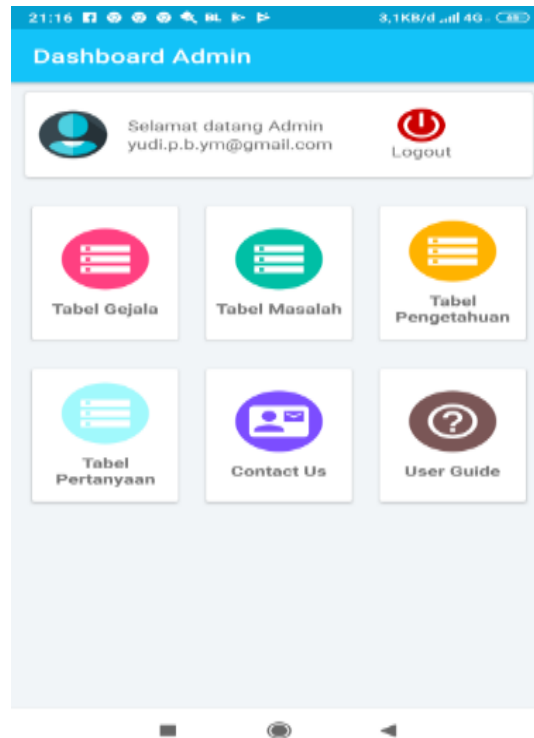 21:16 BL
3,1KB/d 4G
Dashboard Admin
Selamat datang Admin
yudi.p.b.ym@gmail.com
Logout
Tabel Gejala
Tabel Masalah
Tabel
Pengetahuan
Tabel
Pertanyaan
Contact Us
User Guide